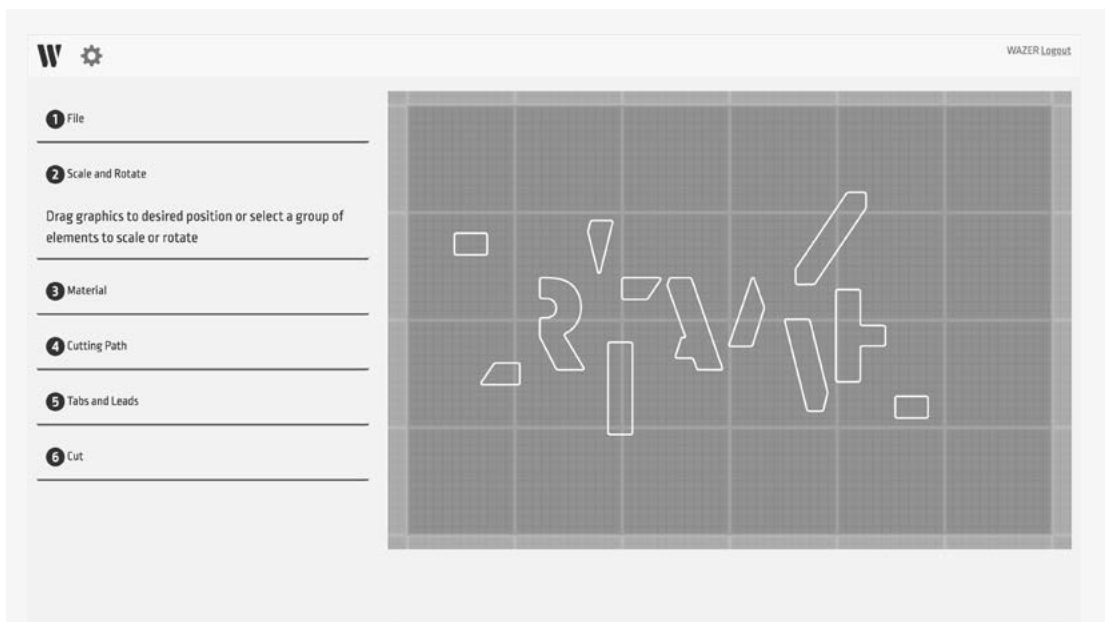 W
WAZER Logout
1 File
2 Scale and Rotate
Drag graphics to desired position or select a group of
elements to scale or rotate
3 Material
4 Cutting Path
5 Tabs and Leads
6 Cut